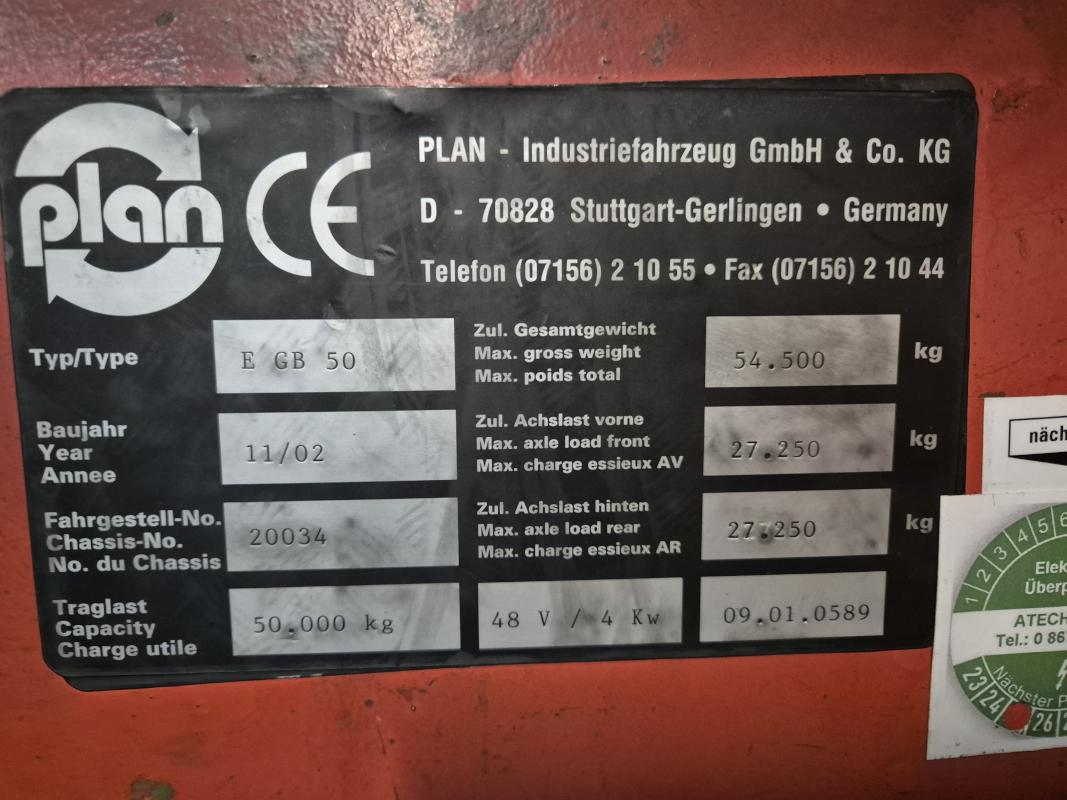 plan
CE
PLAN - Industriefahrzeug GmbH & Co. KG
D - 70828 Stuttgart-Gerlingen • Germany
Telefon (07156) 2 10 55 • Fax (07156) 2 10 44
Typ/Type
E GB 50
Zul. Gesamtgewicht
Max. gross weight
Max. poids total
54.500
kg
Baujahr
Year
Annee
11/02
Zul. Achslast vorne
Max. axle load front
Max. charge essieux AV
27.250
kg
Fahrgestell-No.
Chassis-No.
No. du Chassis
20034
Zul. Achslast hinten
Max. axle load rear
Max. charge essieux AR
27.250
kg
Traglast
Capacity
Charge utile
50.000 kg
48 V / 4 Kw
09.01.0589
näch
1 2 3 4 5 6
Elek
Überp
ATECH
Tel.: 0 86
Nächster P
23 24 26